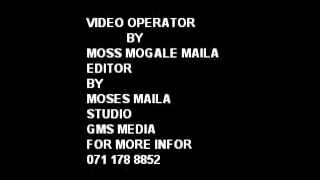 VIDEO OPERATOR
BY
MOSS MOGALE MAILA
EDITOR
BY
MOSES MAILA
STUDIO
GMS MEDIA
FOR MORE INFOR
071 178 8852